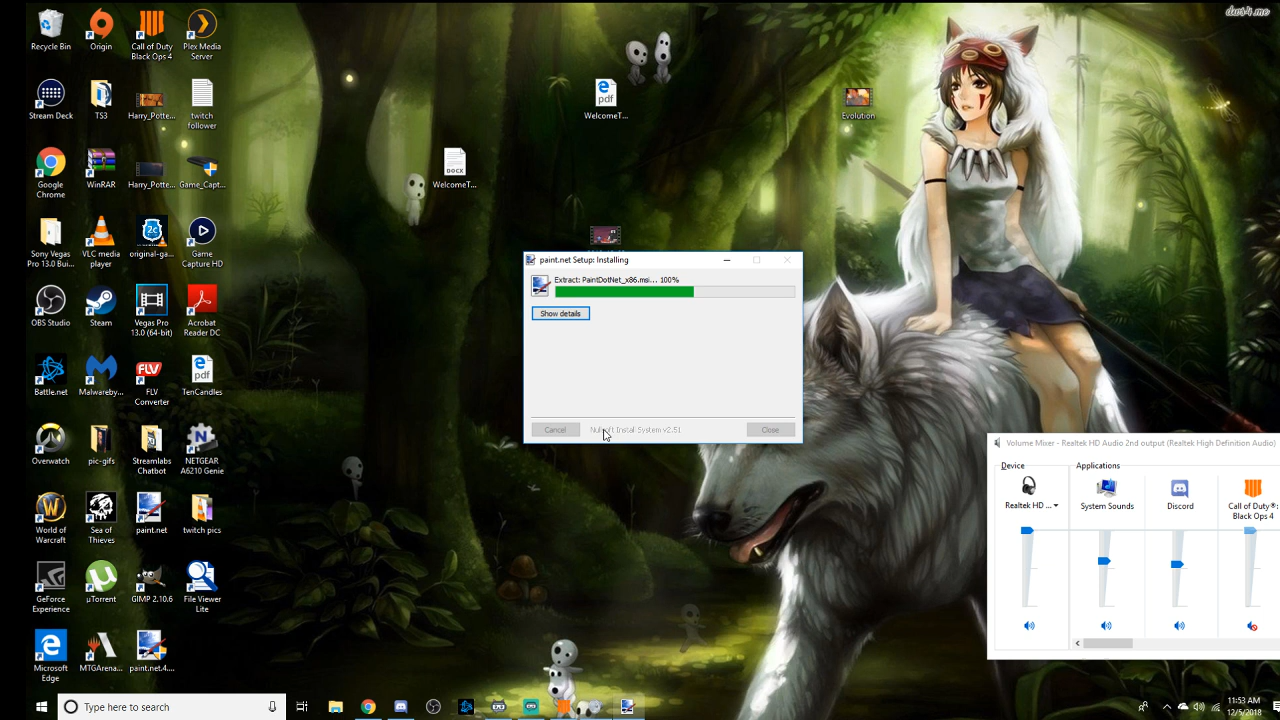 dws4.me
Recycle Bin
Origin
Call of Duty
Black Ops 4
Plex Media
Server
Stream Deck
TS3
Harry_Potte...
twitch
follower
pdf
WelcomeT...
Evolution
Google
Chrome
WinRAR
Harry_Potte...
Game_Capt...
DOCX
WelcomeT...
Sony Vegas
Pro 13.0 Bui...
VLC media
player
ZC
original-ga...
Game
Capture HD
OBS Studio
Steam
Vegas Pro
13.0 (64-bit)
Acrobat
Reader DC
Battle.net
Malwareby...
FLV
FLV
Converter
pdf
TenCandles
Overwatch
pic-gifs
Streamlabs
Chatbot
NETGEAR
A6210 Genie
World of
Warcraft
Sea of
Thieves
paint.net
twitch pics
GeForce
Experience
µTorrent
GIMP 2.10.6
File Viewer
Lite
Microsoft
Edge
MTGArena...
paint.net.4....
paint.net Setup: Installing
Extract: PaintDotNet_x86.msi... 100%
Show details
Cancel
Nullsoft Install System v2.51
Close
Volume Mixer - Realtek HD Audio 2nd output (Realtek High Definition Audio)
Device
Applications
Realtek HD ...
System Sounds
Discord
Call of Duty®:
Black Ops 4
Type here to search
11:53 AM
12/5/2018